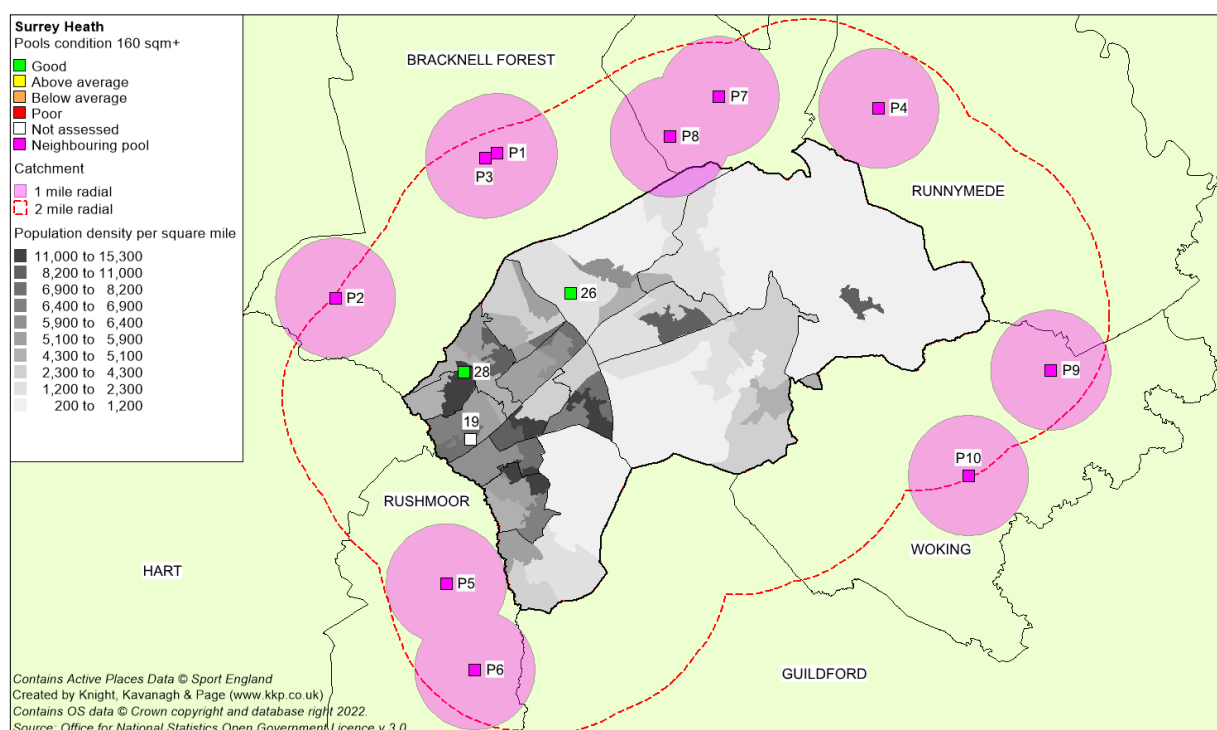 Surrey Heath
Pools condition 160 sqm+
Good
Above average
Below average
Poor
Not assessed
Neighbouring pool
Catchment
1 mile radial
2 mile radial
Population density per square mile
11,000 to 15,300
8,200 to 11,000
6,900 to 8,200
6,400 to 6,900
5,900 to 6,400
5,100 to 5,900
4,300 to 5,100
2,300 to 4,300
1,200 to 2,300
200 to 1,200
BRACKNELL FOREST
P7
P4
P8
P1
P3
RUNNYMEDE
26
P2
P9
28
19
P10
RUSHMOOR
WOKING
HART
P5
P6
GUILDFORD
Contains Active Places Data © Sport England
Created by Knight, Kavanagh & Page (www.kkp.co.uk)
Contains OS data © Crown copyright and database right 2022.
Source: Office for National Statistics Open Government Licence v.3.0